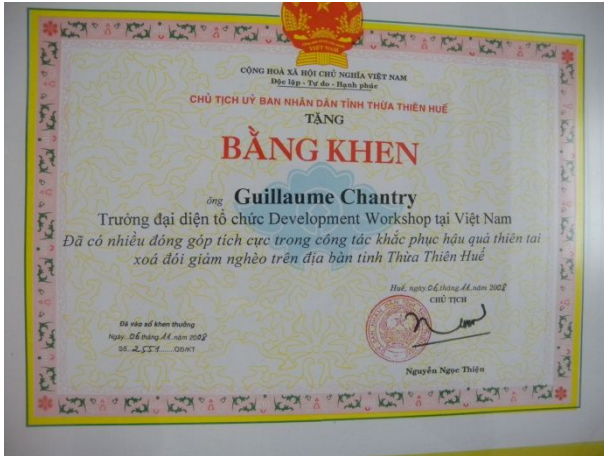 VIỆT NAM
CỘNG HOÀ XÃ HỘI CHỦ NGHĨA VIỆT NAM
Độc lập - Tự do - Hạnh phúc
CHỦ TỊCH UỶ BAN NHÂN DÂN TỈNH THỪA THIÊN HUẾ
TẶNG
BẰNG KHEN
ông Guillaume Chantry
Trưởng đại diện tổ chức Development Workshop tại Việt Nam
Đã có nhiều đóng góp tích cực trong công tác khắc phục hậu quả thiên tai
xoá đói giảm nghèo trên địa bàn tỉnh Thừa Thiên Huế
Huế, ngày 06 tháng 11 năm 2008
CHỦ TỊCH
Đã vào sổ khen thưởng
Ngày 06 tháng 11 năm 2008
Số 2551 QĐ/KT
Nguyễn Ngọc Thiện